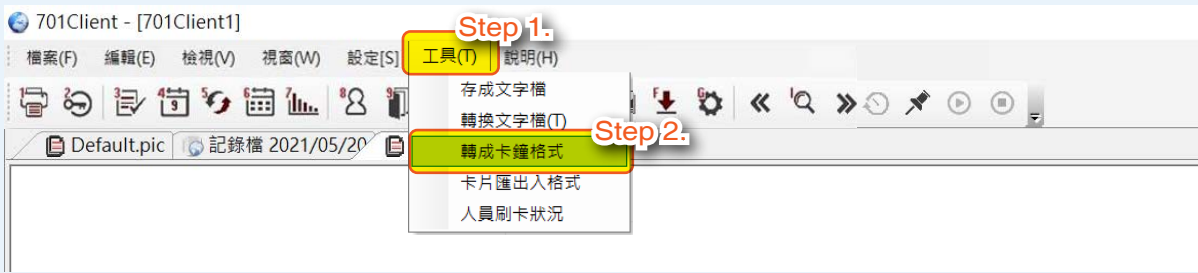 701Client - [701Client1]
Step 1.
檔案(F) 編輯(E) 檢視(V) 視窗(W) 設定[S] 工具(T) 說明(H)
存成文字檔
轉換文字檔(T)
Step 2.
轉成卡鐘格式
卡片匯出入格式
人員刷卡狀況
Default.pic 記錄檔 2021/05/20